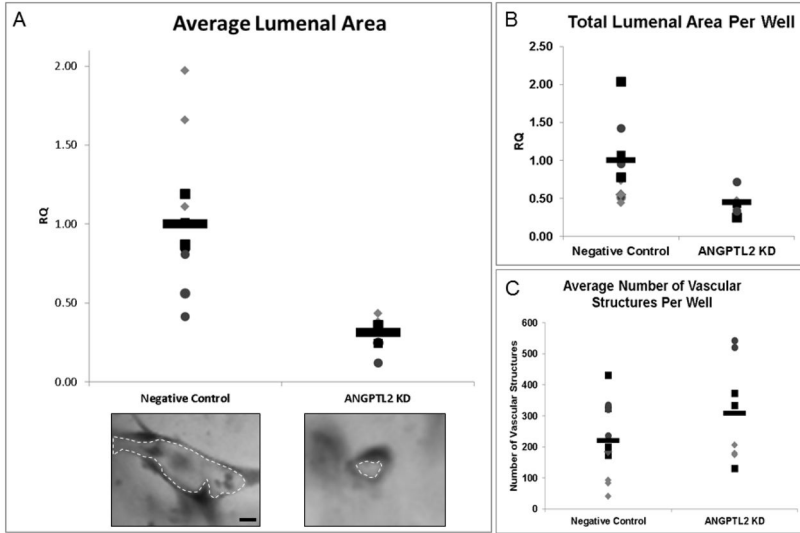 A
Average Lumenal Area
RQ
2.00
1.50
1.00
0.50
0.00
Negative Control
ANGPTL2 KD
B
Total Lumenal Area Per Well
RQ
2.50
2.00
1.50
1.00
0.50
0.00
Negative Control
ANGPTL2 KD
C
Average Number of Vascular
Structures Per Well
Number of Vascular Structures
600
500
400
300
200
100
0
Negative Control
ANGPTL2 KD